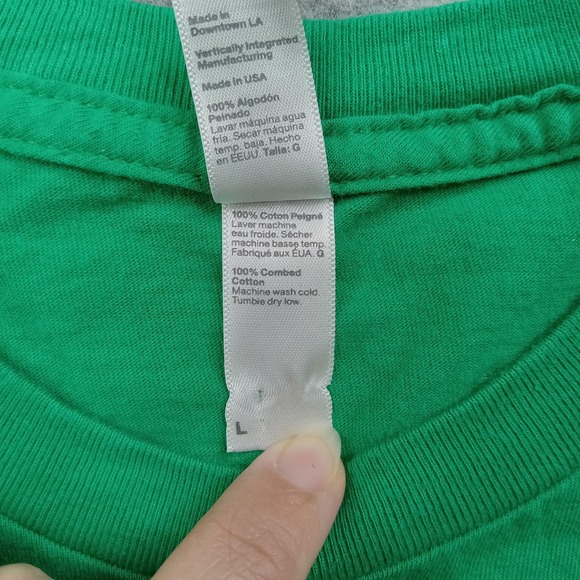 Made in
Downtown LA
Vertically Integrated
Manufacturing
Made in USA
100% Algodón
Peinado
Lavar máquina agua
fría. Secar máquina
temp. baja. Hecho
en EEUU. Talla: G
100% Coton Peigné
Laver machine
eau froide. Sécher
machine basse temp.
Fabriqué aux ÉUA. G
100% Combed
Cotton
Machine wash cold.
Tumble dry low.
L